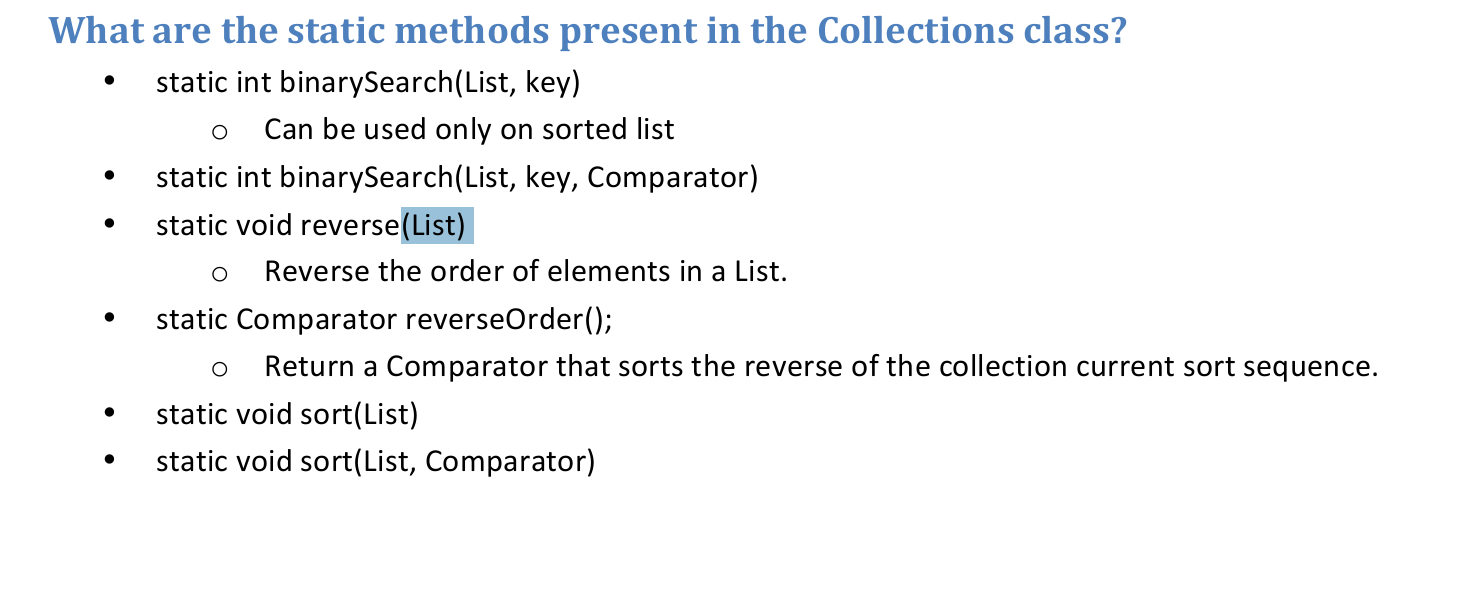 What are the static methods present in the Collections class?
• static int binarySearch(List, key)
o Can be used only on sorted list
• static int binarySearch(List, key, Comparator)
• static void reverse(List)
o Reverse the order of elements in a List.
• static Comparator reverseOrder();
o Return a Comparator that sorts the reverse of the collection current sort sequence.
• static void sort(List)
• static void sort(List, Comparator)